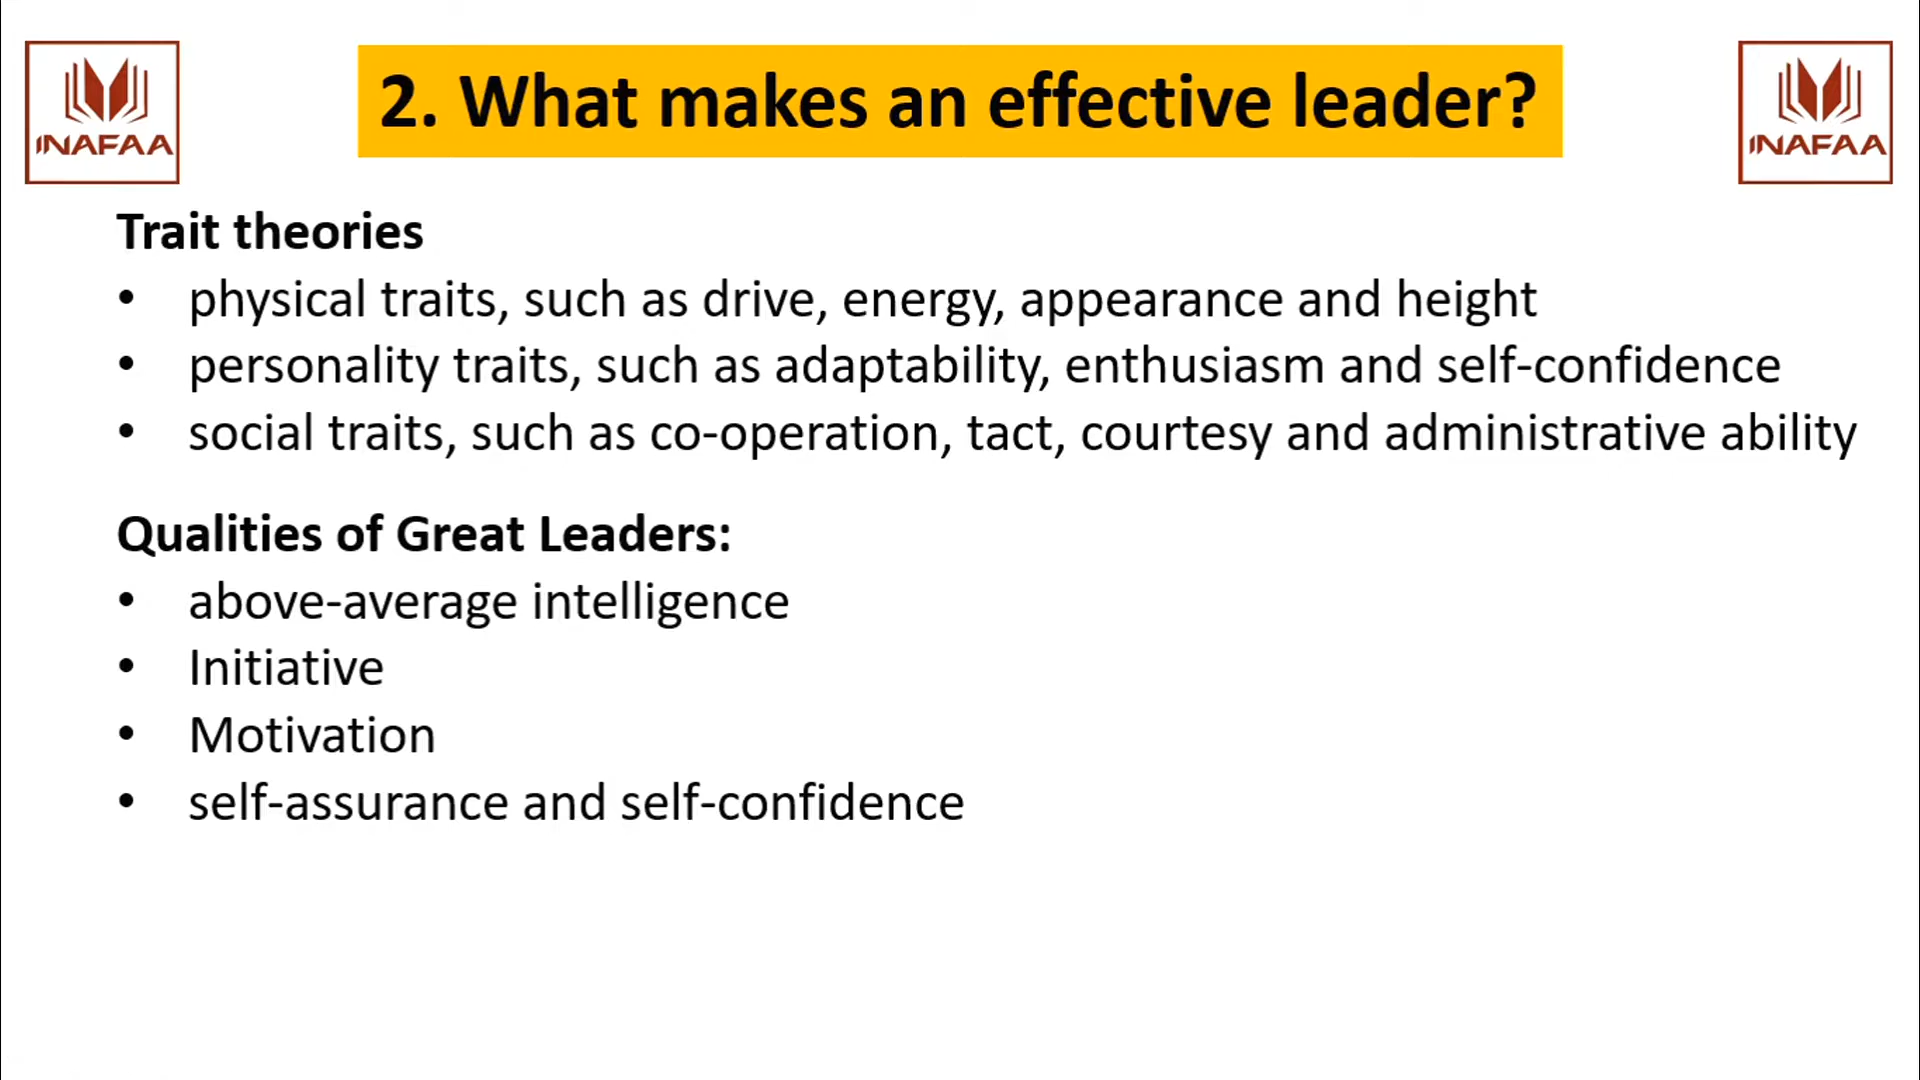 INAFAA
2. What makes an effective leader?
INAFAA
Trait theories
• physical traits, such as drive, energy, appearance and height
• personality traits, such as adaptability, enthusiasm and self-confidence
• social traits, such as co-operation, tact, courtesy and administrative ability
Qualities of Great Leaders:
• above-average intelligence
• Initiative
• Motivation
• self-assurance and self-confidence